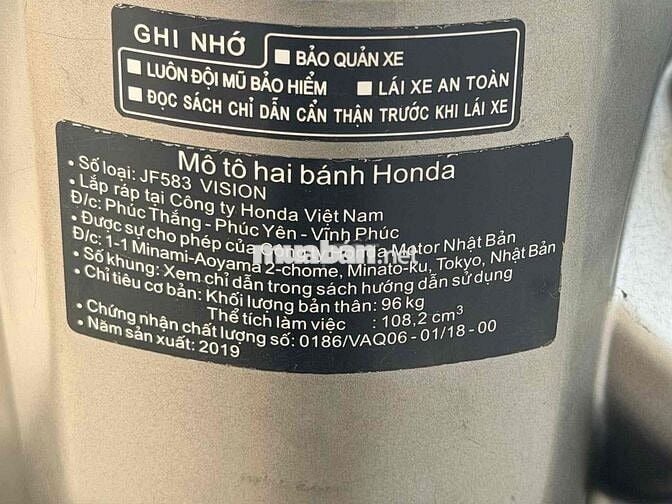 GHI NHỚ
■ BẢO QUẢN XE
■ LUÔN ĐỘI MŨ BẢO HIỂM ■ LÁI XE AN TOÀN
■ ĐỌC SÁCH CHỈ DẪN CẨN THẬN TRƯỚC KHI LÁI XE
Mô tô hai bánh Honda
• Số loại: JF583 VISION
• Lắp ráp tại Công ty Honda Việt Nam
Đ/c: Phúc Thắng - Phúc Yên - Vĩnh Phúc
• Được sự cho phép của Motor Nhật Bản
Đ/c: 1-1 Minami-Aoyama 2-chome, Minato-ku, Tokyo, Nhật Bản
• Số khung: Xem chỉ dẫn trong sách hướng dẫn sử dụng
• Chỉ tiêu cơ bản: Khối lượng bản thân: 96 kg
Thể tích làm việc : 108,2 cm³
• Chứng nhận chất lượng số: 0186/VAQ06 - 01/18 - 00
• Năm sản xuất: 2019
muaban.net